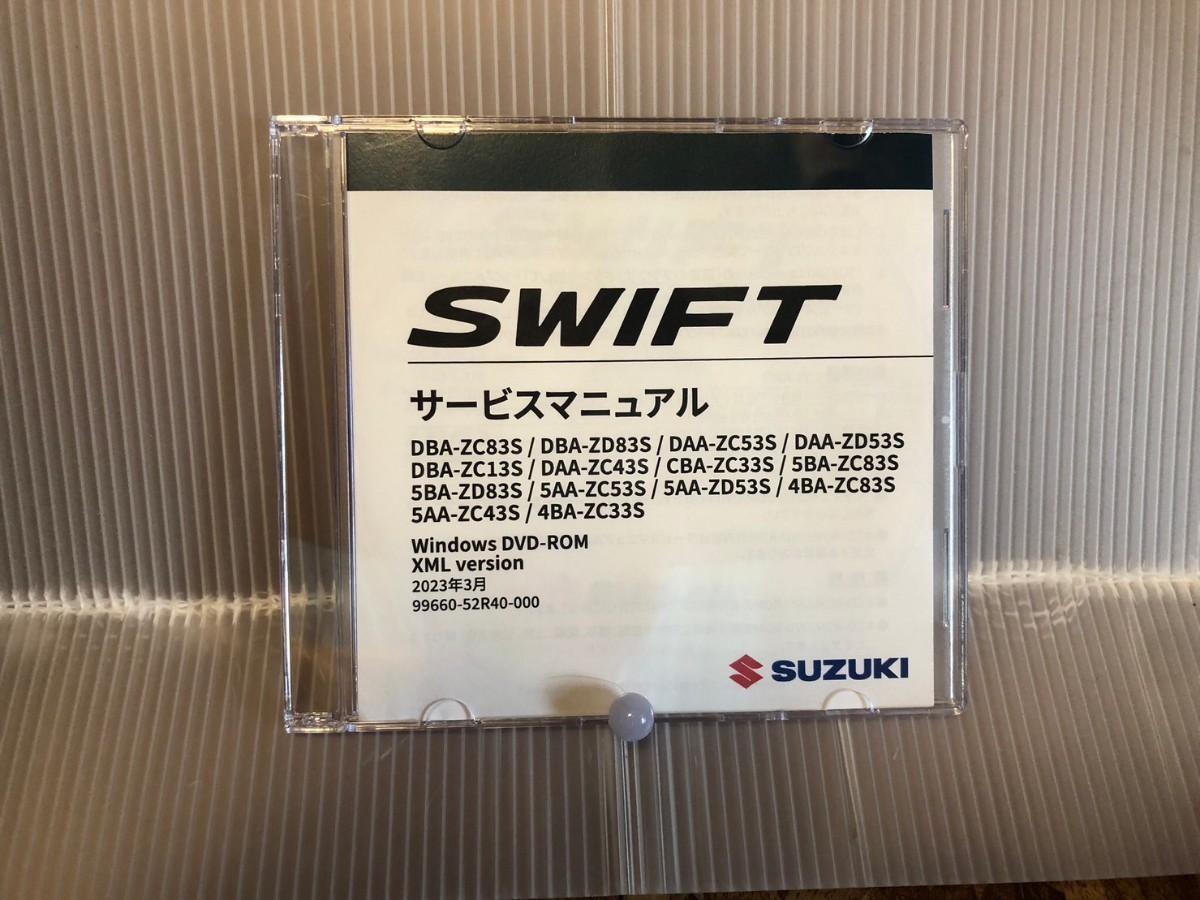 SWIFT
サービスマニュアル
DBA-ZC83S / DBA-ZD83S / DAA-ZC53S / DAA-ZD53S
DBA-ZC13S / DAA-ZC43S / CBA-ZC33S / 5BA-ZC83S
5BA-ZD83S / 5AA-ZC53S / 5AA-ZD53S / 4BA-ZC83S
5AA-ZC43S / 4BA-ZC33S
Windows DVD-ROM
XML version
2023年3月
99660-52R40-000
SUZUKI